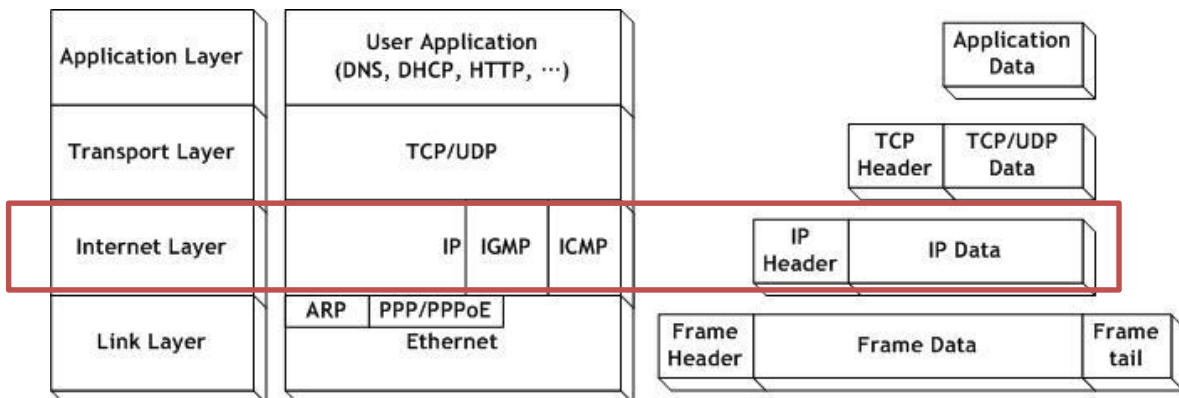 Application Layer
User Application
(DNS, DHCP, HTTP, ···)
Application
Data
Transport Layer
TCP/UDP
TCP
Header
TCP/UDP
Data
Internet Layer
IP
IGMP
ICMP
IP
Header
IP Data
Link Layer
ARP
PPP/PPPoE
Ethernet
Frame
Header
Frame Data
Frame
tail